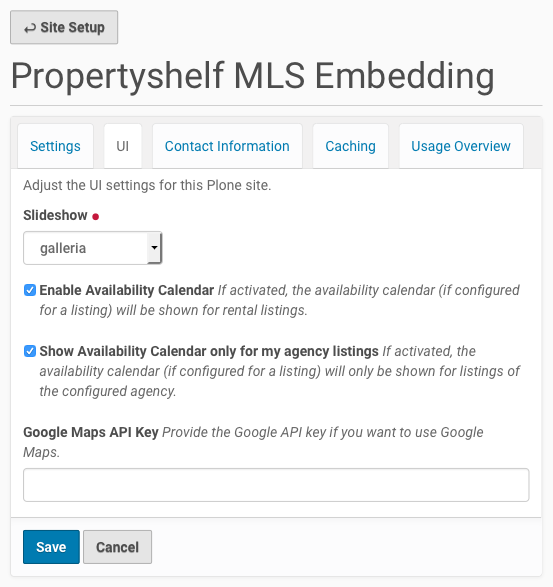 Site Setup
Propertyshelf MLS Embedding
Settings UI Contact Information Caching Usage Overview
Adjust the UI settings for this Plone site.
Slideshow
galleria
Enable Availability Calendar If activated, the availability calendar (if configured
for a listing) will be shown for rental listings.
Show Availability Calendar only for my agency listings If activated, the
availability calendar (if configured for a listing) will only be shown for listings of
the configured agency.
Google Maps API Key Provide the Google API key if you want to use Google
Maps.
Save Cancel